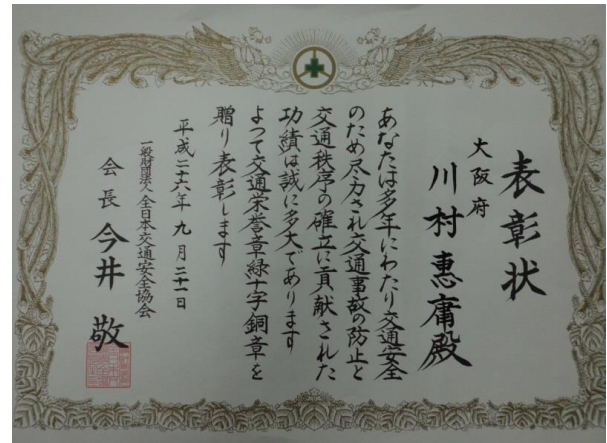 表彰状
大阪府
川村惠庸殿
あなたは多年にわたり交通安全
のため尽力され交通事故の防止と
交通秩序の確立に貢献された
功績は誠に多大であります
よつて交通栄誉章緑十字銅章を
贈り表彰します
平成二十六年九月二十一日
一般財団法人全日本交通安全協会
会長今井敬